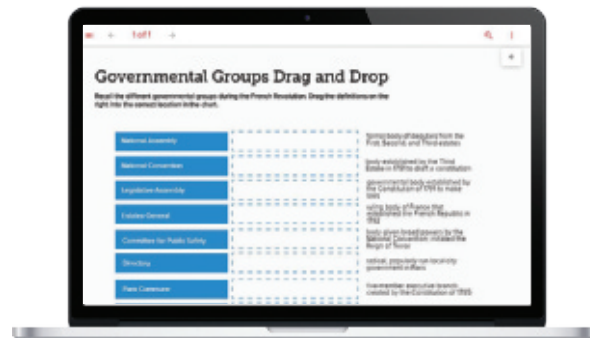 1 of 1
Governmental Groups Drag and Drop
Recall the different governmental groups during the French Revolution. Drag the definitions on the
right into the correct location in the chart.
National Assembly
formal body of delegates from the
First, Second, and Third estates
National Convention
body established by the Third
Estate in 1789 to draft a constitution
Legislative Assembly
governmental body established by
the Constitution of 1791 to make
laws
Estates-General
ruling body of France that
established the French Republic in
1792
Committee for Public Safety
body given broad powers by the
National Convention; initiated the
Reign of Terror
Directory
radical, popularly run local city
government in Paris
Paris Commune
five-member executive branch
created by the Constitution of 1795